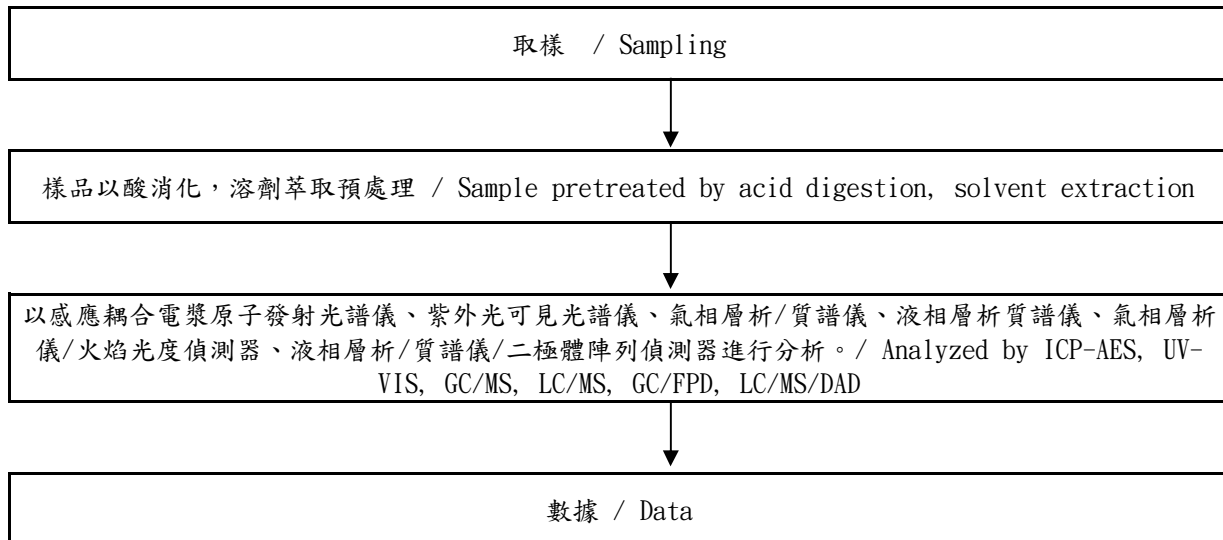 取樣 / Sampling
樣品以酸消化，溶劑萃取預處理 / Sample pretreated by acid digestion, solvent extraction
以感應耦合電漿原子發射光譜儀、紫外光可見光譜儀、氣相層析/質譜儀、液相層析質譜儀、氣相層析
儀/火焰光度偵測器、液相層析/質譜儀/二極體陣列偵測器進行分析。/ Analyzed by ICP-AES, UV-
VIS, GC/MS, LC/MS, GC/FPD, LC/MS/DAD
數據 / Data